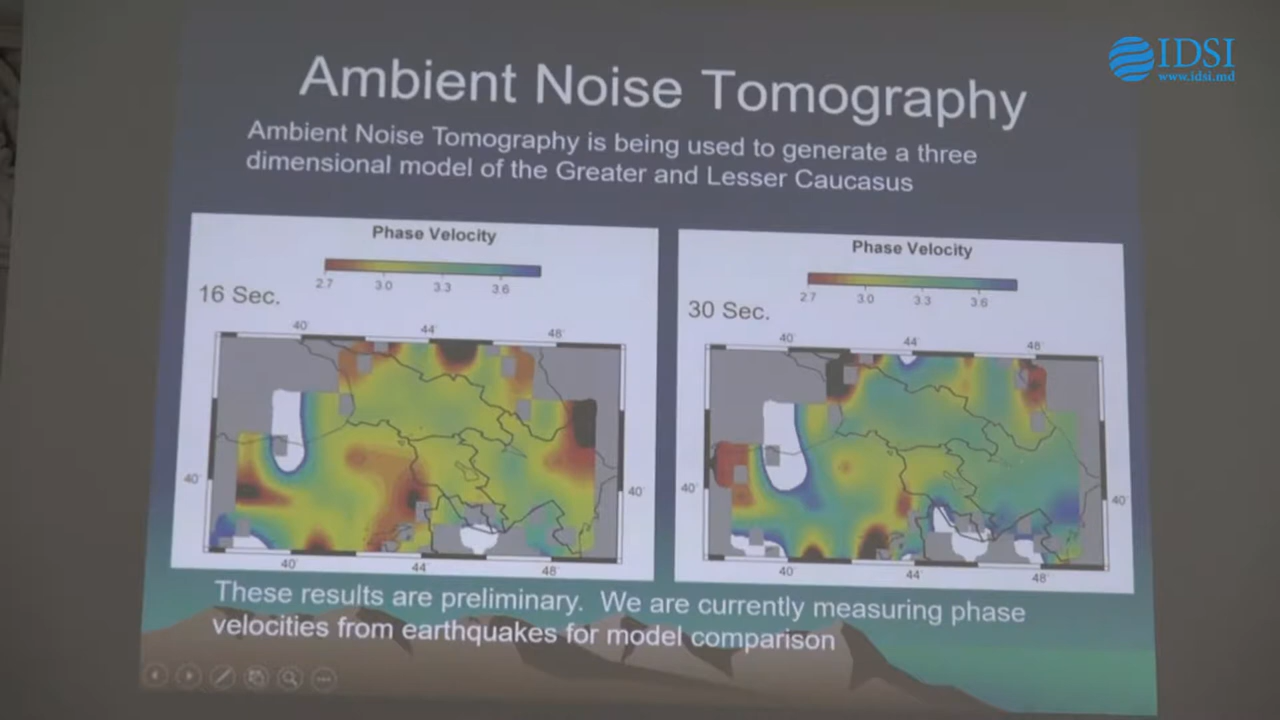 IDSI
www.idsi.md
Ambient Noise Tomography
Ambient Noise Tomography is being used to generate a three
dimensional model of the Greater and Lesser Caucasus
Phase Velocity
2.7 3.0 3.3 3.6
16 Sec.
40° 44° 48°
40° 40°
40° 44° 48°
Phase Velocity
2.7 3.0 3.3 3.6
30 Sec.
40° 44° 48°
40° 40°
40° 44° 48°
These results are preliminary. We are currently measuring phase
velocities from earthquakes for model comparison